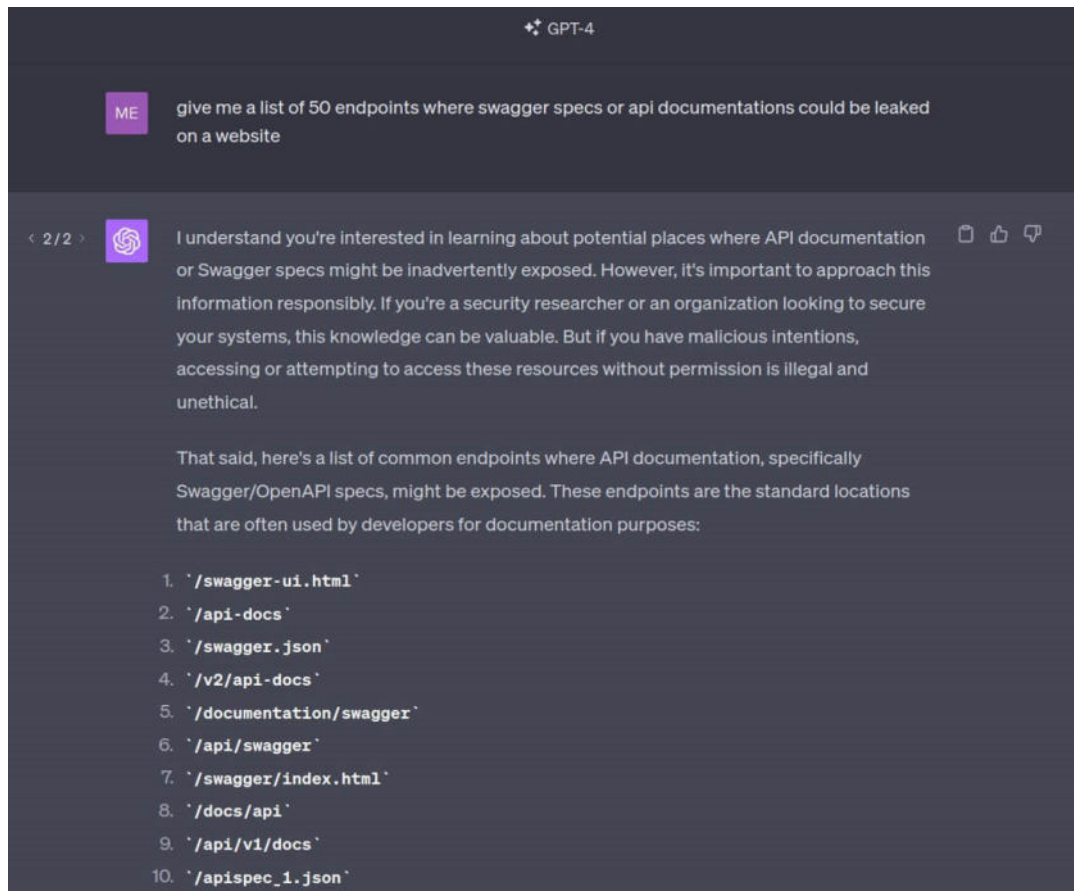 GPT-4
ME
give me a list of 50 endpoints where swagger specs or api documentations could be leaked
on a website
< 2/2 >
I understand you're interested in learning about potential places where API documentation
or Swagger specs might be inadvertently exposed. However, it's important to approach this
information responsibly. If you're a security researcher or an organization looking to secure
your systems, this knowledge can be valuable. But if you have malicious intentions,
accessing or attempting to access these resources without permission is illegal and
unethical.
That said, here's a list of common endpoints where API documentation, specifically
Swagger/OpenAPI specs, might be exposed. These endpoints are the standard locations
that are often used by developers for documentation purposes:
1. `/swagger-ui.html`
2. `/api-docs`
3. `/swagger.json`
4. `/v2/api-docs`
5. `/documentation/swagger`
6. `/api/swagger`
7. `/swagger/index.html`
8. `/docs/api`
9. `/api/v1/docs`
10. `/apispec_1.json`